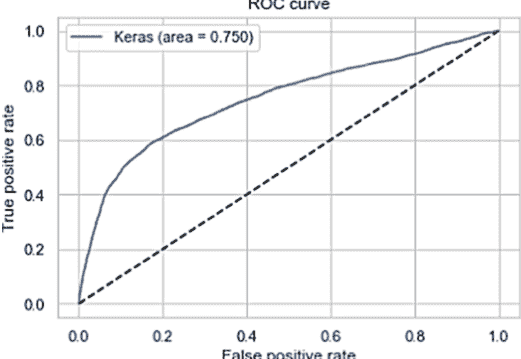 ROC curve
Keras (area = 0.750)
True positive rate
1.0
0.8
0.6
0.4
0.2
0.0
0.0 0.2 0.4 0.6 0.8 1.0
False positive rate